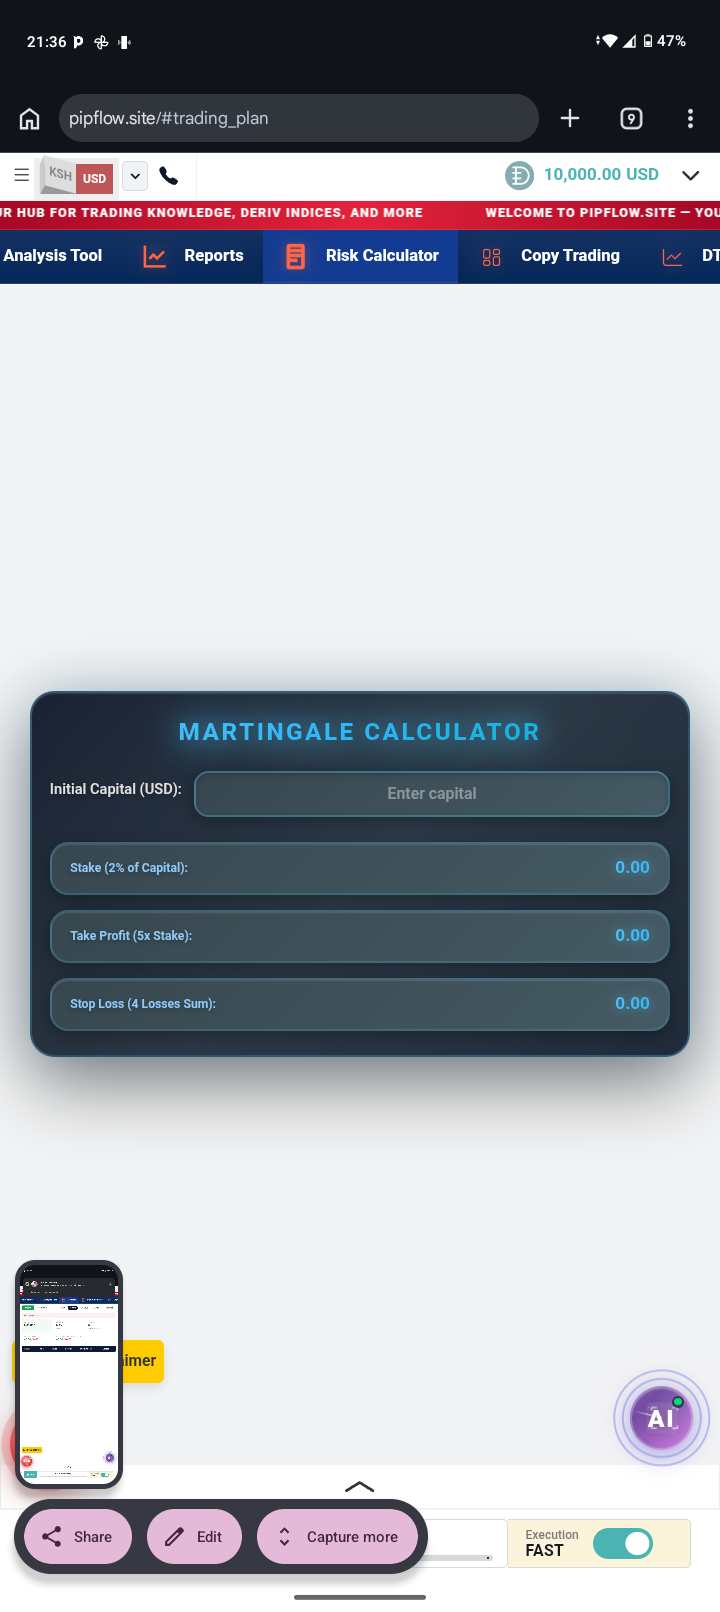 21:36
47%
pipflow.site/#trading_plan
9
KSH
USD
10,000.00 USD
UR HUB FOR TRADING KNOWLEDGE, DERIV INDICES, AND MORE
WELCOME TO PIPFLOW.SITE — YOU
Analysis Tool
Reports
Risk Calculator
Copy Trading
DT
MARTINGALE CALCULATOR
Initial Capital (USD):
Enter capital
Stake (2% of Capital):
0.00
Take Profit (5x Stake):
0.00
Stop Loss (4 Losses Sum):
0.00
aimer
AI
Share
Edit
Capture more
Execution
FAST